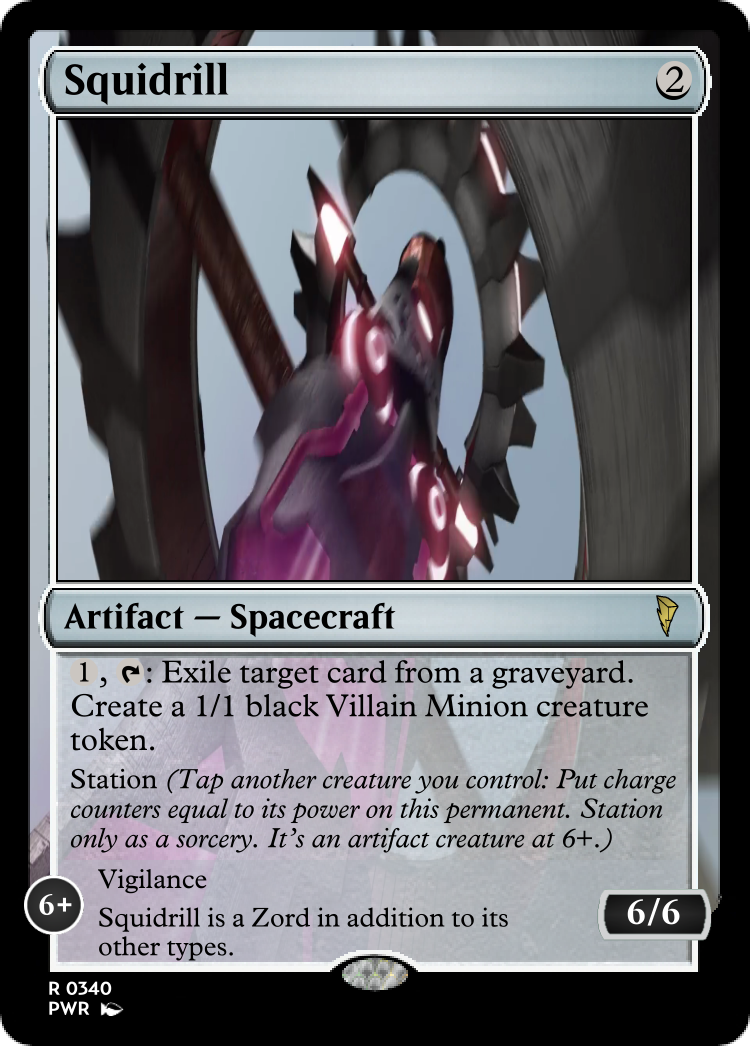 Squidrill 2
Artifact — Spacecraft
1, : Exile target card from a graveyard.
Create a 1/1 black Villain Minion creature
token.
Station (Tap another creature you control: Put charge
counters equal to its power on this permanent. Station
only as a sorcery. It's an artifact creature at 6+.)
Vigilance
6+
Squidrill is a Zord in addition to its
other types.
6/6
R 0340
PWR